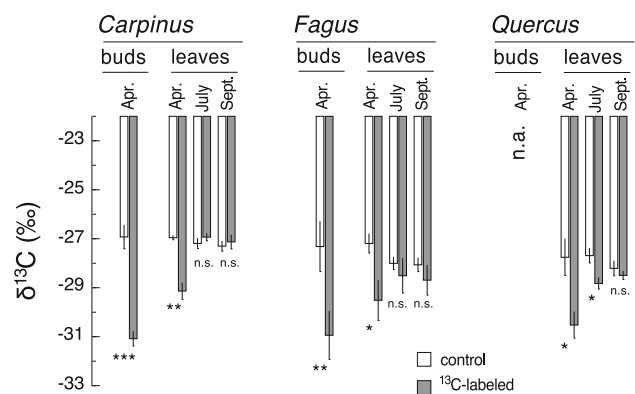 Carpinus Fagus Quercus
buds leaves buds leaves buds leaves
Apr. Apr. July Sept. Apr. Apr. July Sept. Apr. Apr. July Sept.
-23
-25
-27
-29
-31
-33
δ¹³C (‰)
n.a.
n.s. n.s. n.s. n.s. n.s.
*** ** ** * * *
control
¹³C-labeled